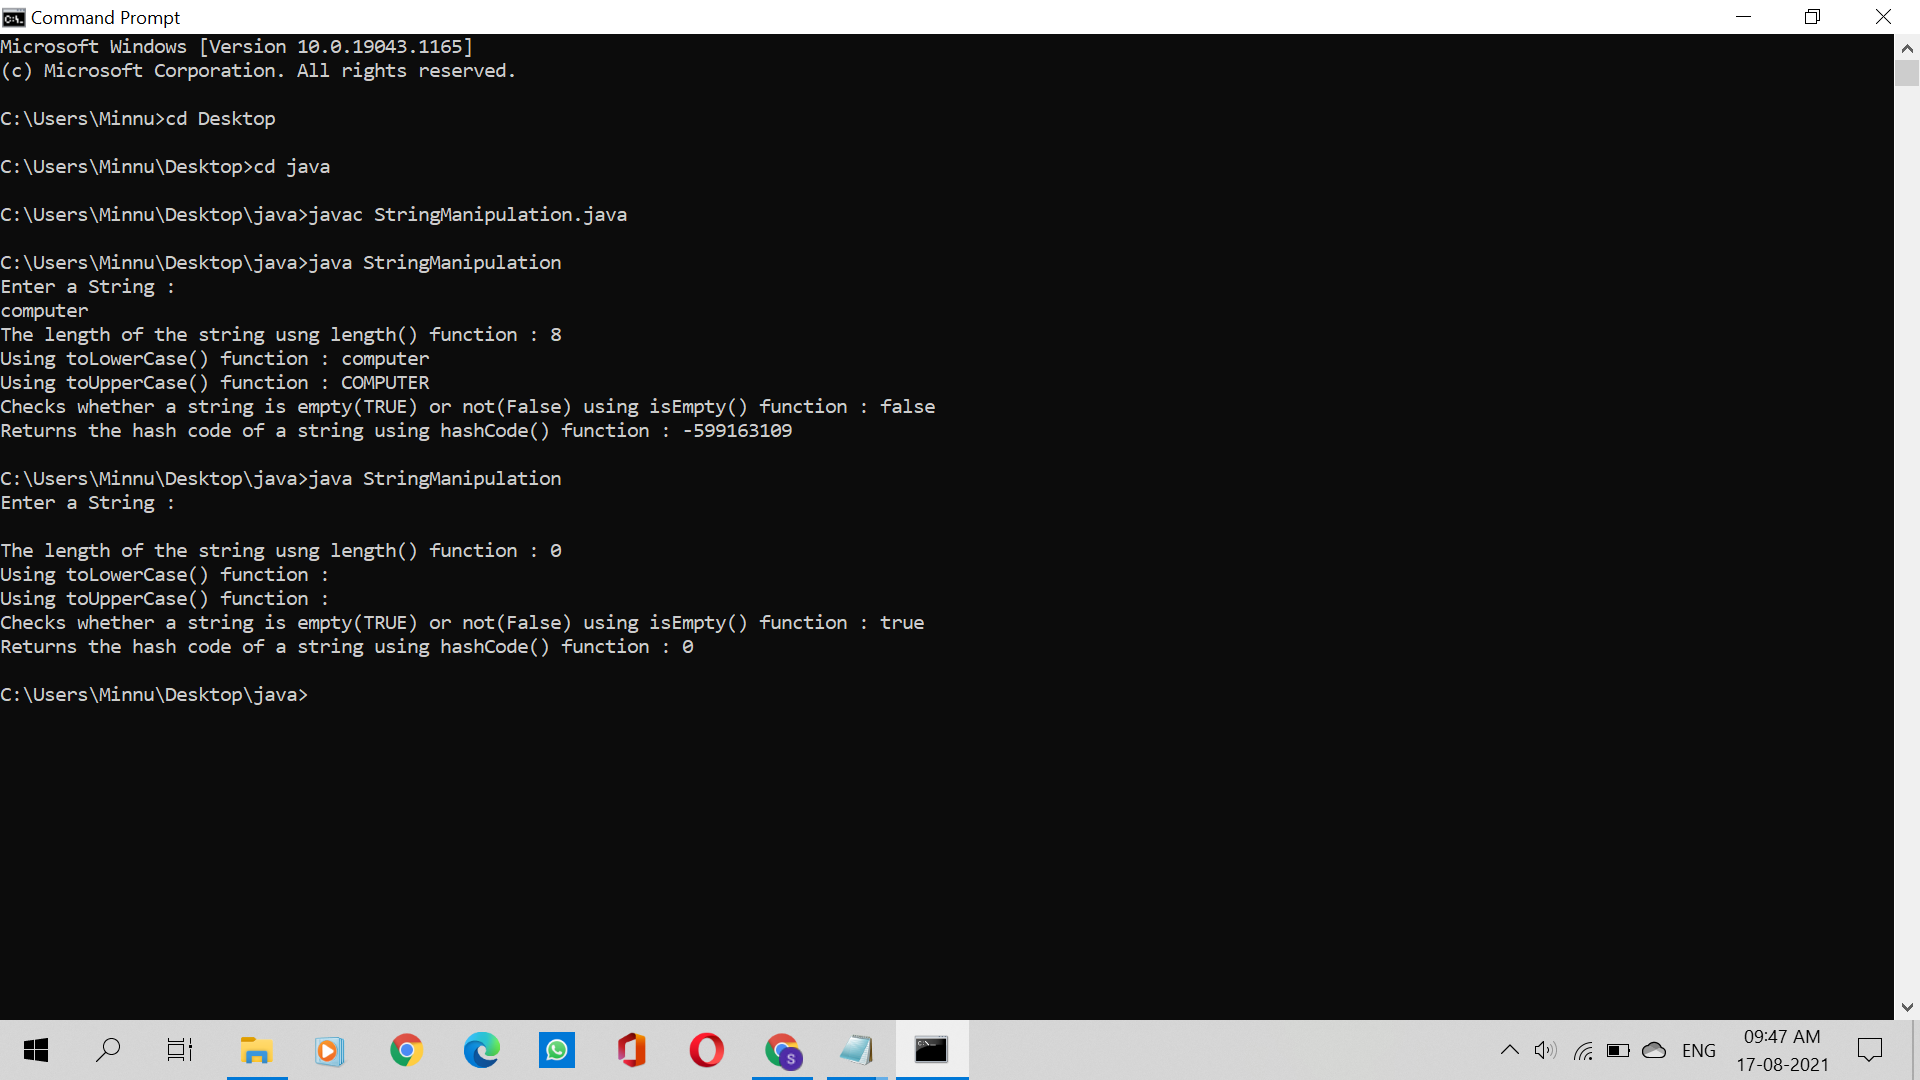 Command Prompt
Microsoft Windows [Version 10.0.19043.1165]
(c) Microsoft Corporation. All rights reserved.
C:\Users\Minnu>cd Desktop
C:\Users\Minnu\Desktop>cd java
C:\Users\Minnu\Desktop\java>javac StringManipulation.java
C:\Users\Minnu\Desktop\java>java StringManipulation
Enter a String :
computer
The length of the string usng length() function : 8
Using toLowerCase() function : computer
Using toUpperCase() function : COMPUTER
Checks whether a string is empty(TRUE) or not(False) using isEmpty() function : false
Returns the hash code of a string using hashCode() function : -599163109
C:\Users\Minnu\Desktop\java>java StringManipulation
Enter a String :
The length of the string usng length() function : 0
Using toLowerCase() function :
Using toUpperCase() function :
Checks whether a string is empty(TRUE) or not(False) using isEmpty() function : true
Returns the hash code of a string using hashCode() function : 0
C:\Users\Minnu\Desktop\java>
S
ENG
09:47 AM
17-08-2021